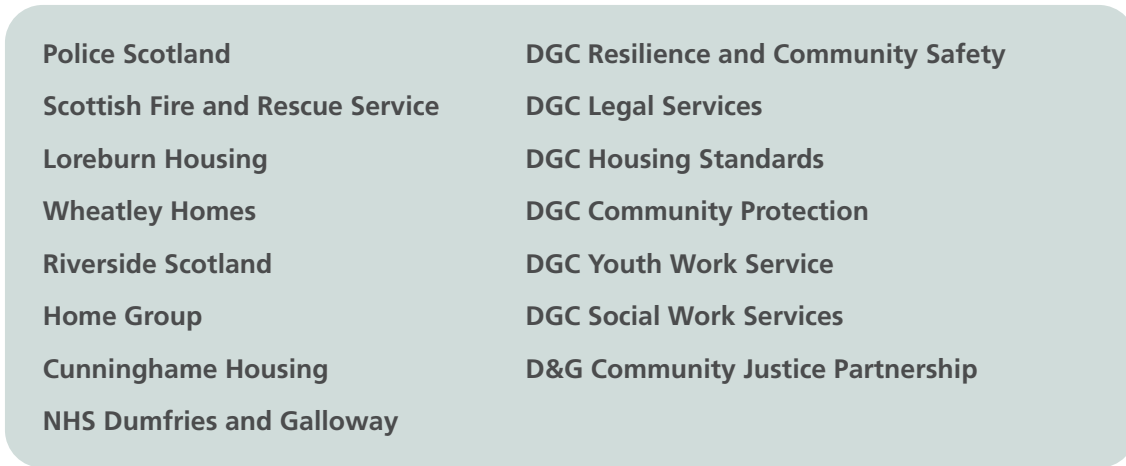 Police Scotland
Scottish Fire and Rescue Service
Loreburn Housing
Wheatley Homes
Riverside Scotland
Home Group
Cunninghame Housing
NHS Dumfries and Galloway
DGC Resilience and Community Safety
DGC Legal Services
DGC Housing Standards
DGC Community Protection
DGC Youth Work Service
DGC Social Work Services
D&G Community Justice Partnership